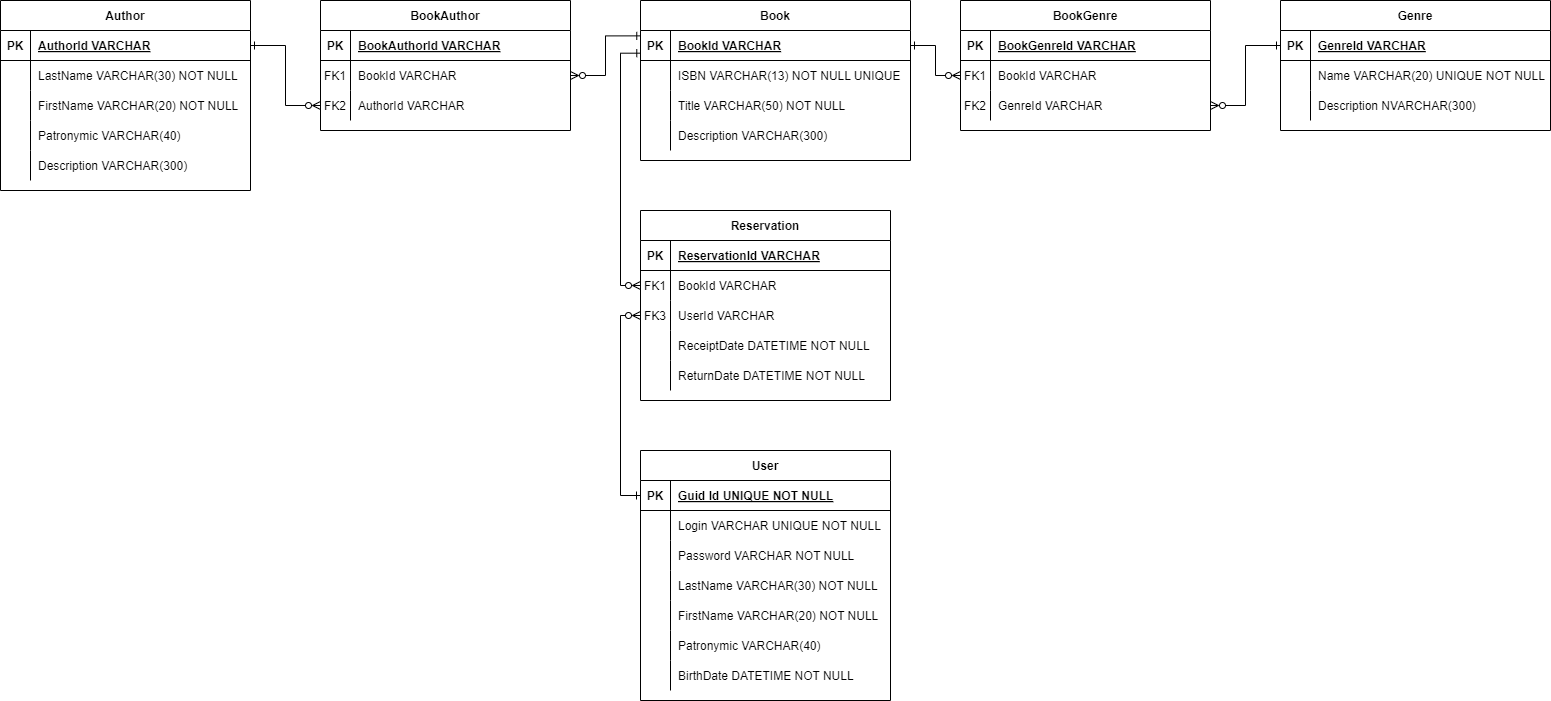 Author
PK AuthorId VARCHAR
LastName VARCHAR(30) NOT NULL
FirstName VARCHAR(20) NOT NULL
Patronymic VARCHAR(40)
Description VARCHAR(300)
BookAuthor
PK BookAuthorId VARCHAR
FK1 BookId VARCHAR
FK2 AuthorId VARCHAR
Book
PK BookId VARCHAR
ISBN VARCHAR(13) NOT NULL UNIQUE
Title VARCHAR(50) NOT NULL
Description VARCHAR(300)
BookGenre
PK BookGenreId VARCHAR
FK1 BookId VARCHAR
FK2 GenreId VARCHAR
Genre
PK GenreId VARCHAR
Name VARCHAR(20) UNIQUE NOT NULL
Description NVARCHAR(300)
Reservation
PK ReservationId VARCHAR
FK1 BookId VARCHAR
FK3 UserId VARCHAR
ReceiptDate DATETIME NOT NULL
ReturnDate DATETIME NOT NULL
User
PK Guid Id UNIQUE NOT NULL
Login VARCHAR UNIQUE NOT NULL
Password VARCHAR NOT NULL
LastName VARCHAR(30) NOT NULL
FirstName VARCHAR(20) NOT NULL
Patronymic VARCHAR(40)
BirthDate DATETIME NOT NULL